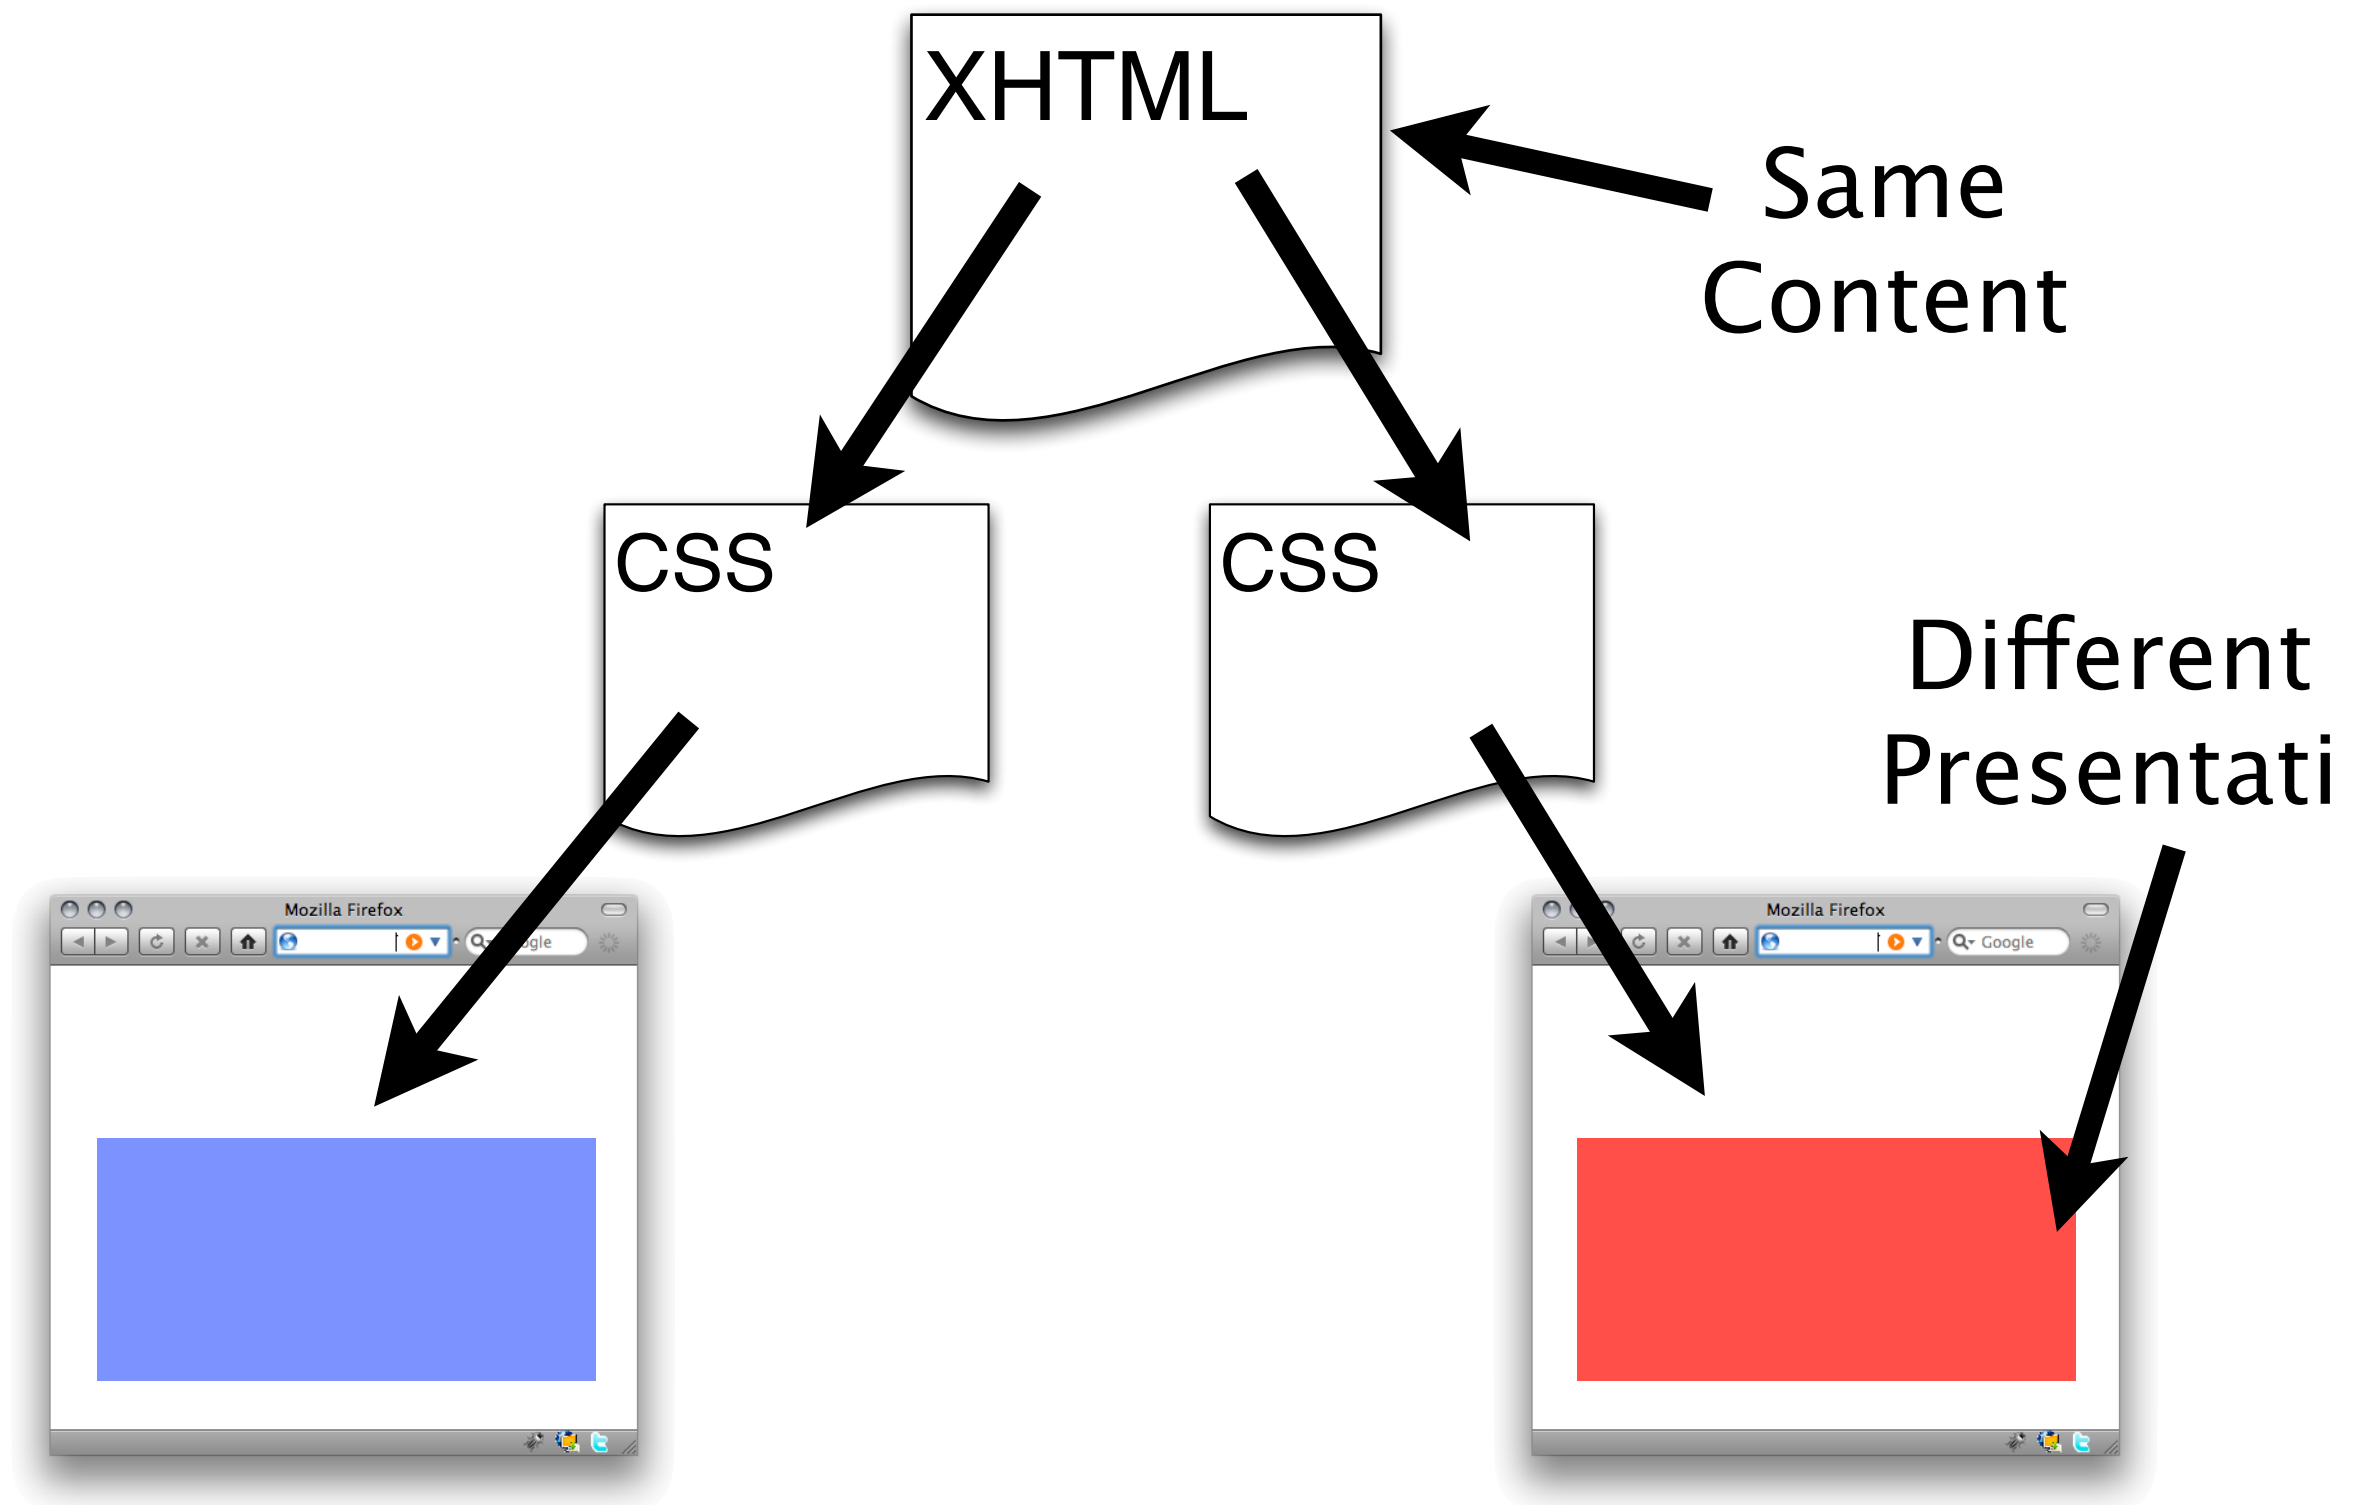 XHTML
Same
Content
CSS
CSS
Different
Presentati
Mozilla Firefox
Mozilla Firefox
Google